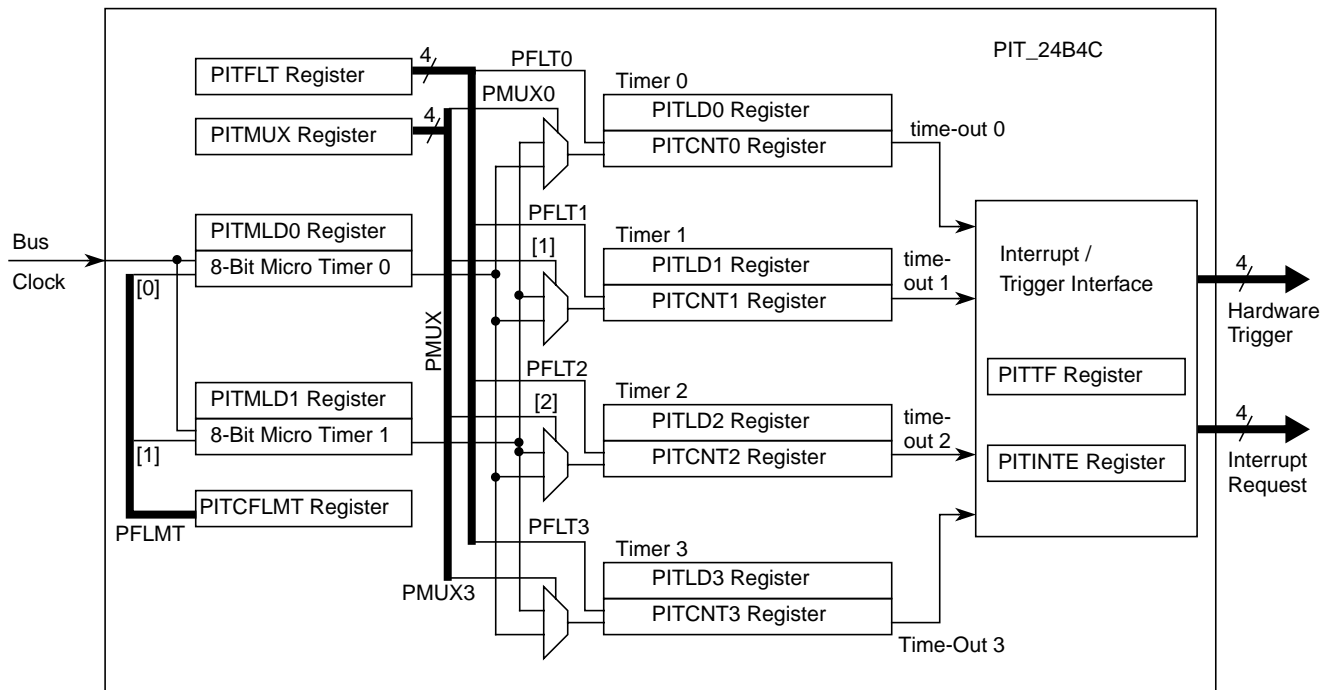 PIT_24B4C
PITFLT Register
4
PFLT0
PITMUX Register
4
PMUX0
Timer 0
PITLD0 Register
PITCNT0 Register
time-out 0
Bus
Clock
PITMLD0 Register
8-Bit Micro Timer 0
[0]
PFLT1
[1]
Timer 1
PITLD1 Register
PITCNT1 Register
time-
out 1
Interrupt /
Trigger Interface
4
Hardware
Trigger
PMUX
PITMLD1 Register
8-Bit Micro Timer 1
[1]
PFLT2
[2]
Timer 2
PITLD2 Register
PITCNT2 Register
time-
out 2
PITTF Register
PITINTE Register
4
Interrupt
Request
PITCFLMT Register
PFLMT
PFLT3
PMUX3
Timer 3
PITLD3 Register
PITCNT3 Register
Time-Out 3